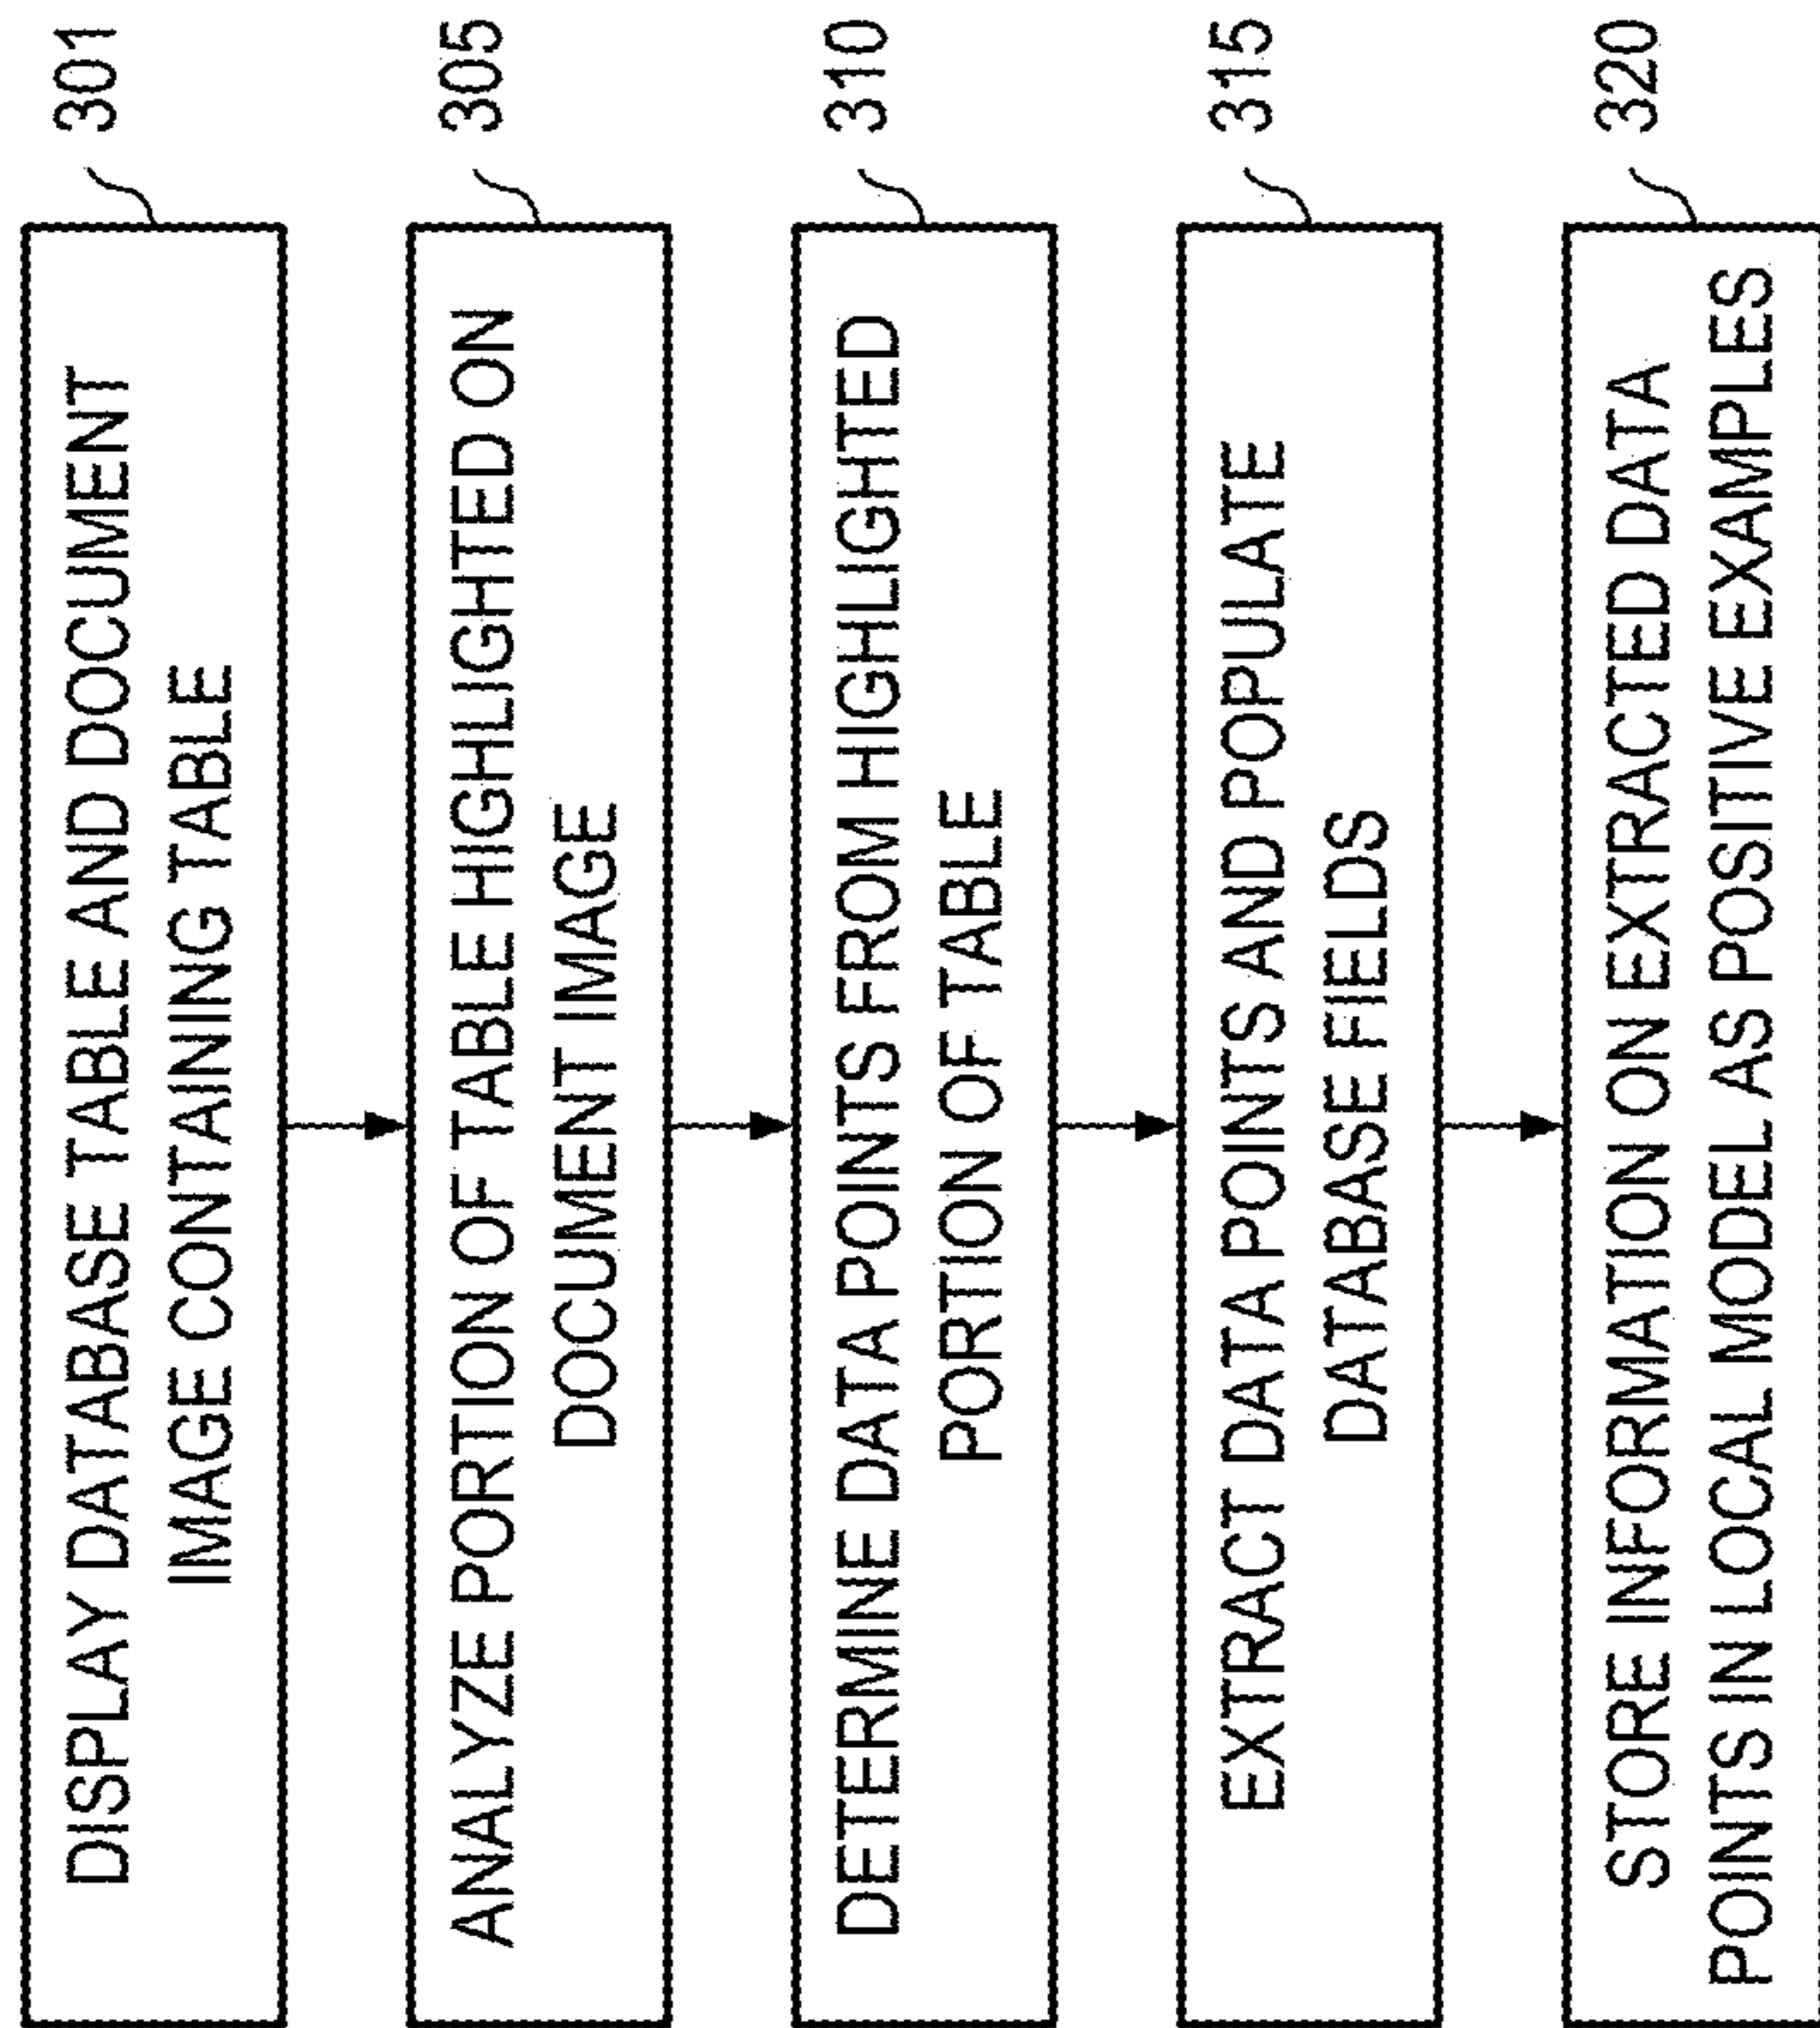 301
DISPLAY DATABASE TABLE AND DOCUMENT
IMAGE CONTAINING TABLE
305
ANALYZE PORTION OF TABLE HIGHLIGHTED ON
DOCUMENT IMAGE
310
DETERMINE DATA POINTS FROM HIGHLIGHTED
PORTION OF TABLE
315
EXTRACT DATA POINTS AND POPULATE
DATABASE FIELDS
320
STORE INFORMATION ON EXTRACTED DATA
POINTS IN LOCAL MODEL AS POSITIVE EXAMPLES